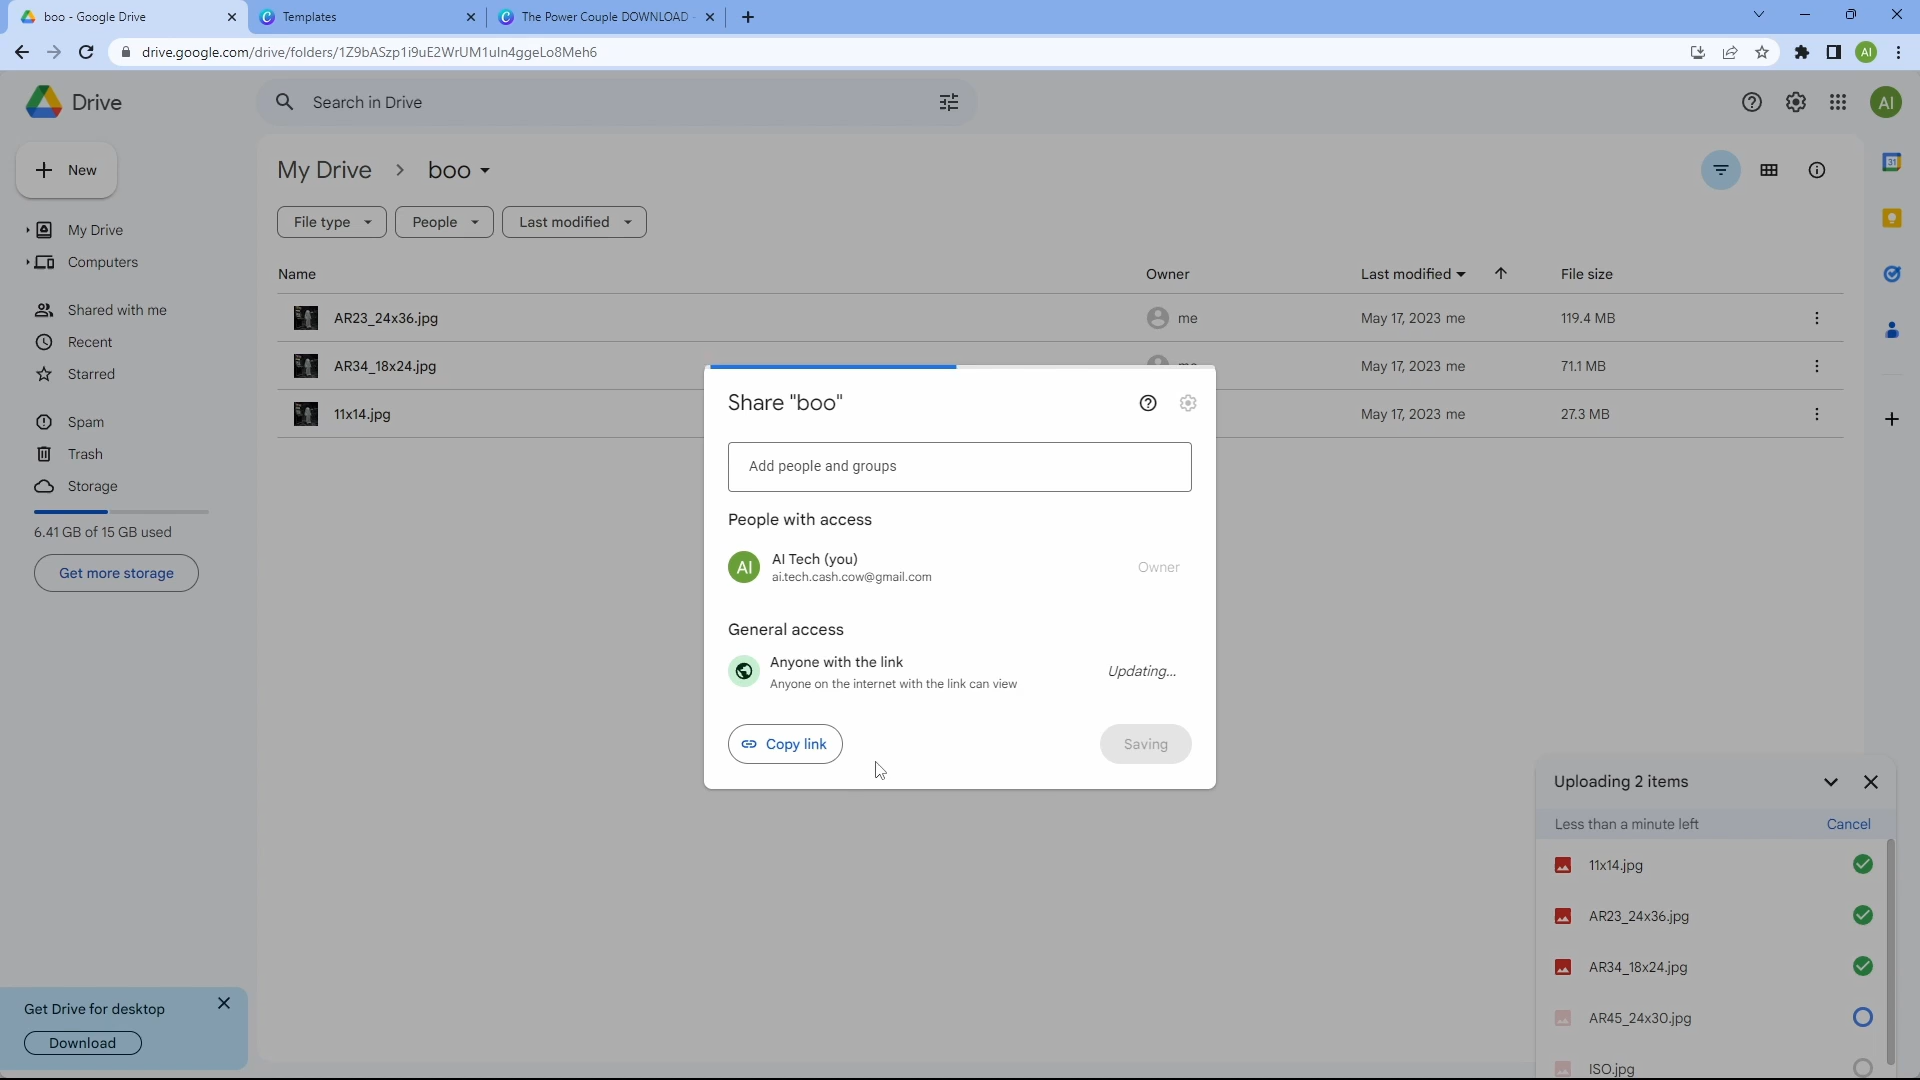 boo - Google Drive
Templates
The Power Couple DOWNLOAD
drive.google.com/drive/folders/1Z9bASzp1i9uE2WrUM1uIn4ggeLo8Meh6
AI
Drive
Search in Drive
AI
New
My Drive
boo
31
My Drive
Computers
File type
People
Last modified
Name
Owner
Last modified
File size
Shared with me
Recent
Starred
AR23_24x36.jpg
me
May 17, 2023 me
119.4 MB
AR34_18x24.jpg
May 17, 2023 me
71.1 MB
11x14.jpg
May 17, 2023 me
27.3 MB
Spam
Trash
Storage
6.41 GB of 15 GB used
Get more storage
Share "boo"
Add people and groups
People with access
AI
AI Tech (you)
ai.tech.cash.cow@gmail.com
Owner
General access
Anyone with the link
Anyone on the internet with the link can view
Updating...
Copy link
Saving
Uploading 2 items
Less than a minute left
Cancel
11x14.jpg
AR23_24x36.jpg
AR34_18x24.jpg
AR45_24x30.jpg
ISO.jpg
Get Drive for desktop
Download